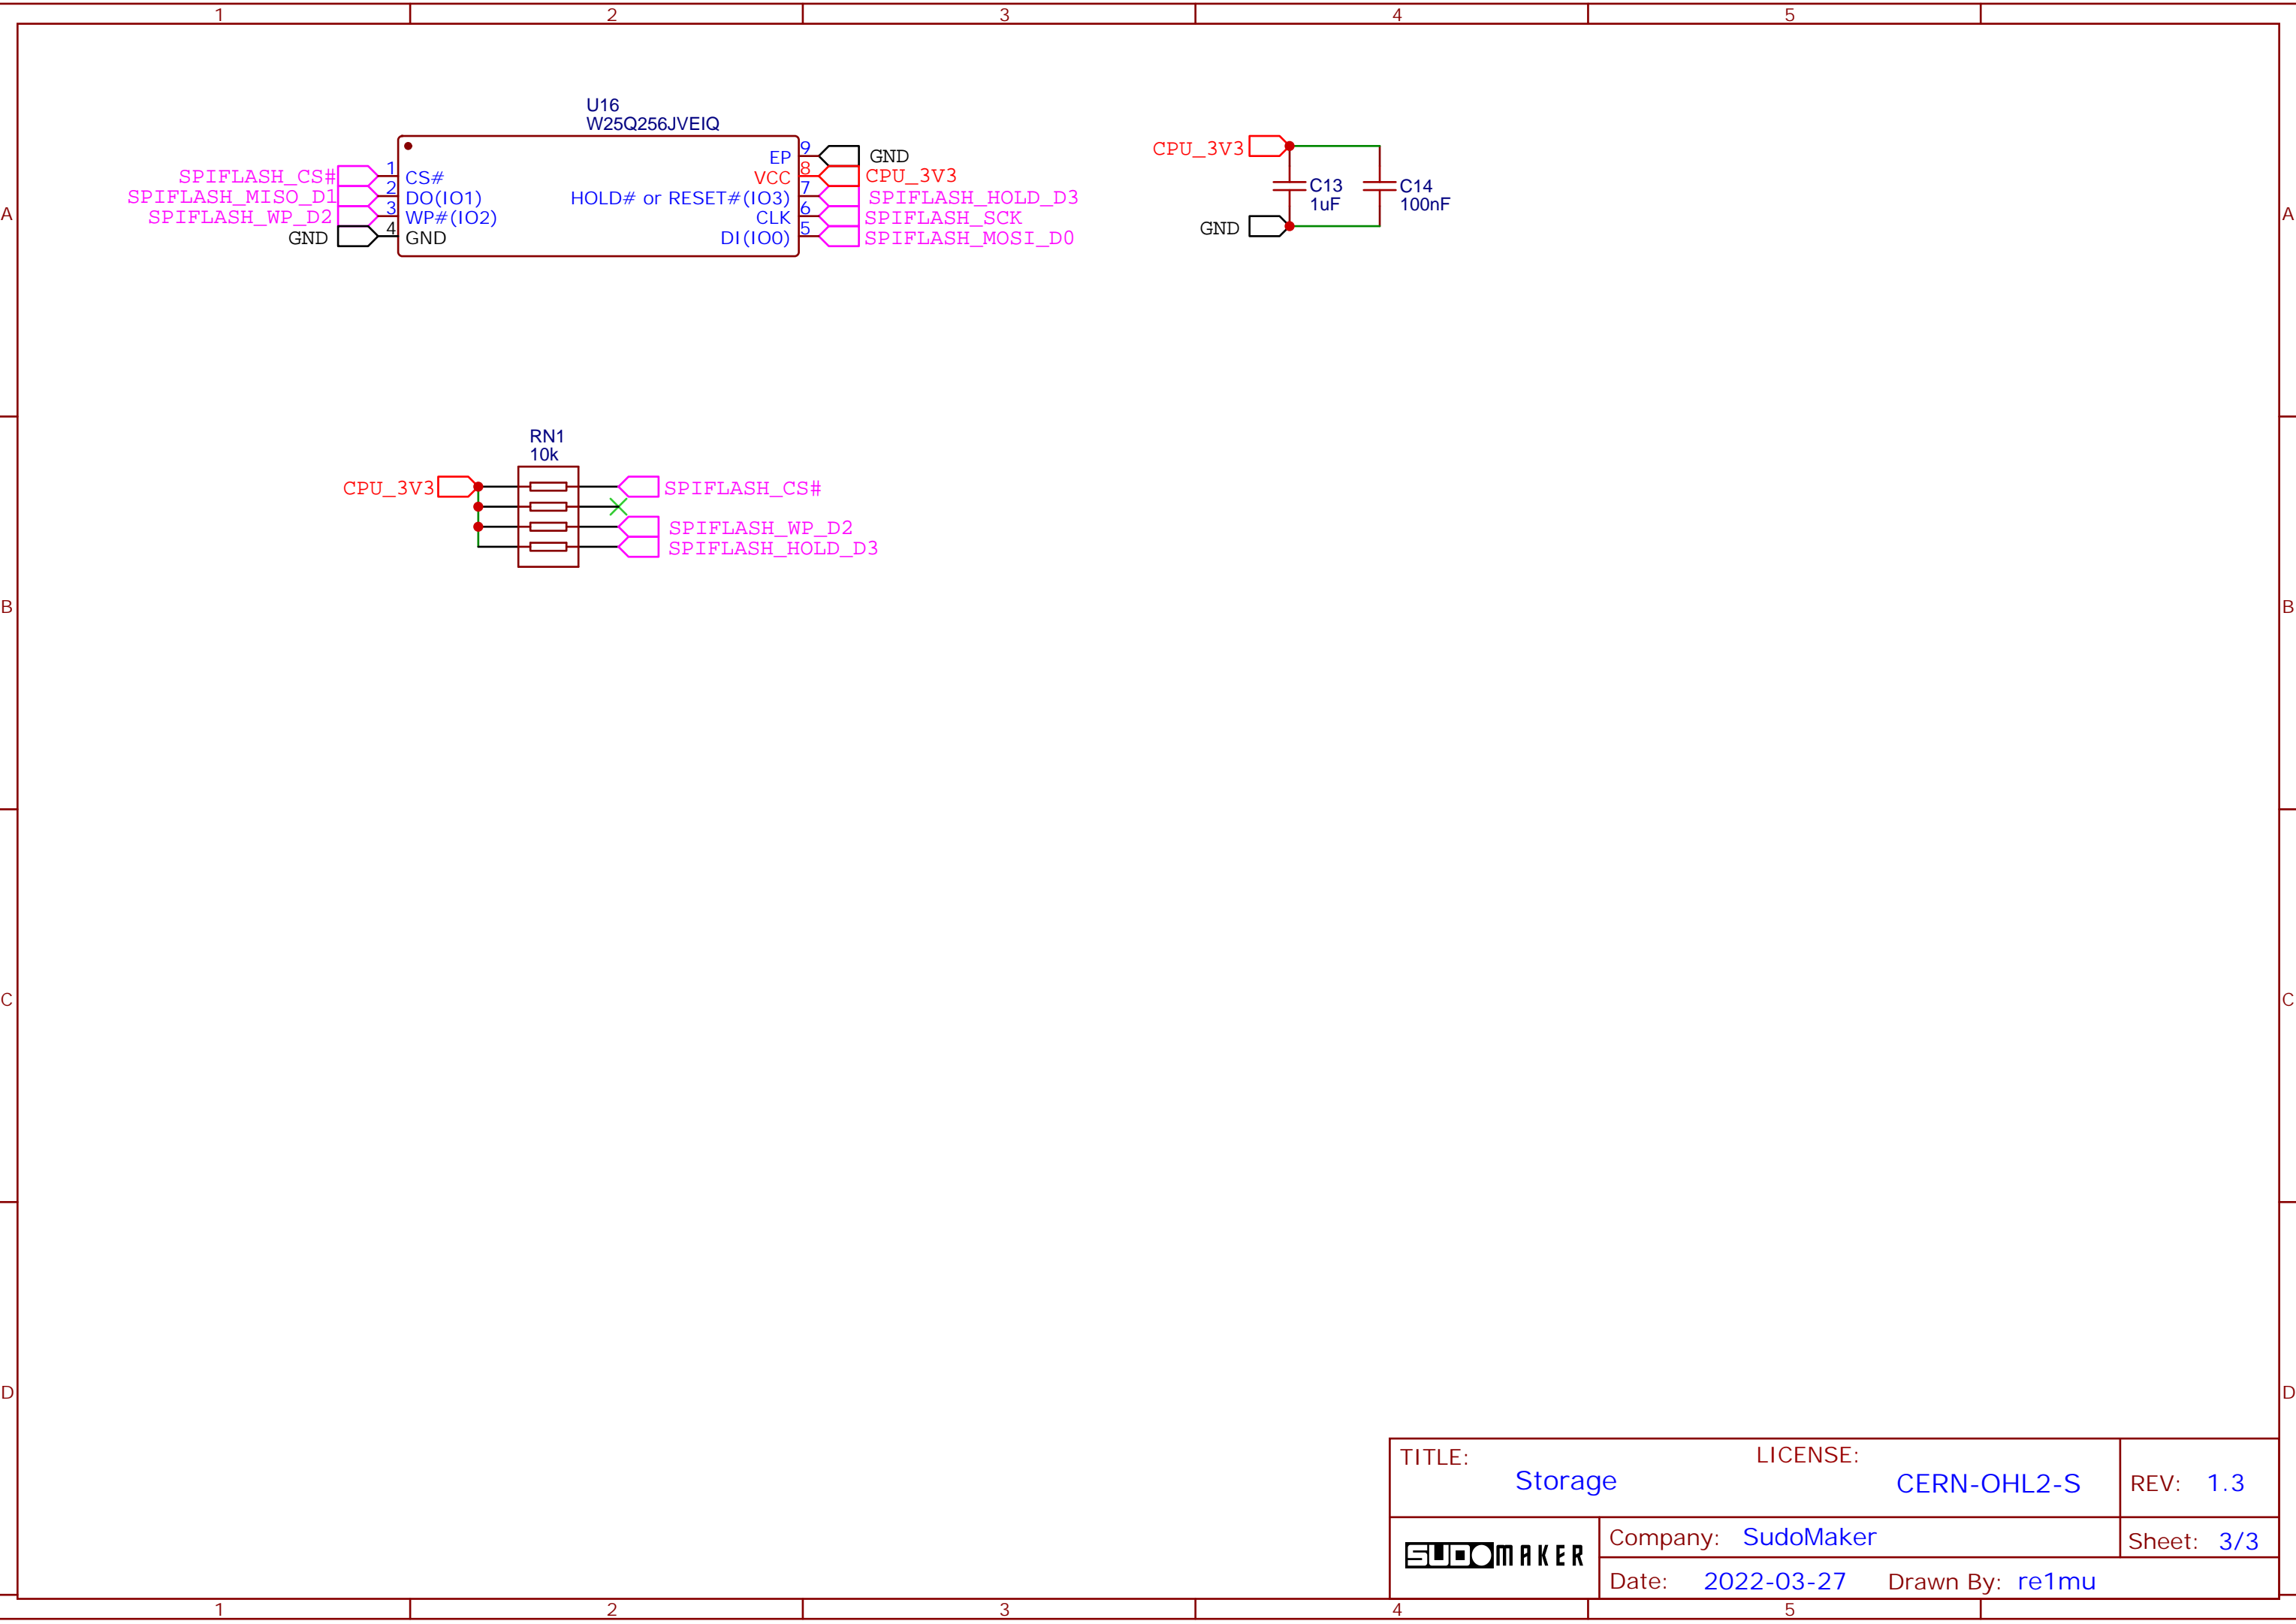 1 2 3 4 5
U16
W25Q256JVEIQ
SPIFLASH_CS# 1 CS#
SPIFLASH_MISO_D1 2 DO(IO1)
SPIFLASH_WP_D2 3 WP#(IO2)
GND 4 GND
EP 9 GND
VCC 8 CPU_3V3
HOLD# or RESET#(IO3) 7 SPIFLASH_HOLD_D3
CLK 6 SPIFLASH_SCK
DI(IO0) 5 SPIFLASH_MOSI_D0
CPU_3V3
C13
1uF
C14
100nF
GND
A A
RN1
10k
CPU_3V3 SPIFLASH_CS#
SPIFLASH_WP_D2
SPIFLASH_HOLD_D3
B B
C C
D D
TITLE: LICENSE:
Storage CERN-OHL2-S REV: 1.3
SUDOMAKER
Company: SudoMaker Sheet: 3/3
Date: 2022-03-27 Drawn By: re1mu
1 2 3 4 5